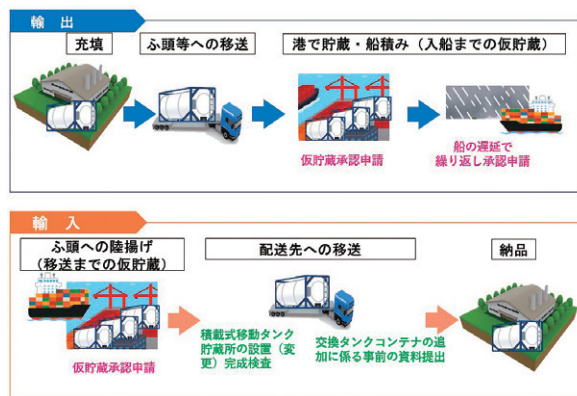 輸 出
充填
ふ頭等への移送
港で貯蔵・船積み（入船までの仮貯蔵）
仮貯蔵承認申請
船の遅延で
繰り返し承認申請
輸 入
ふ頭への陸揚げ
（移送までの仮貯蔵）
配送先への移送
納品
仮貯蔵承認申請
積載式移動タンク
貯蔵所の設置（変
更）完成検査
交換タンクコンテナの追
加に係る事前の資料提出